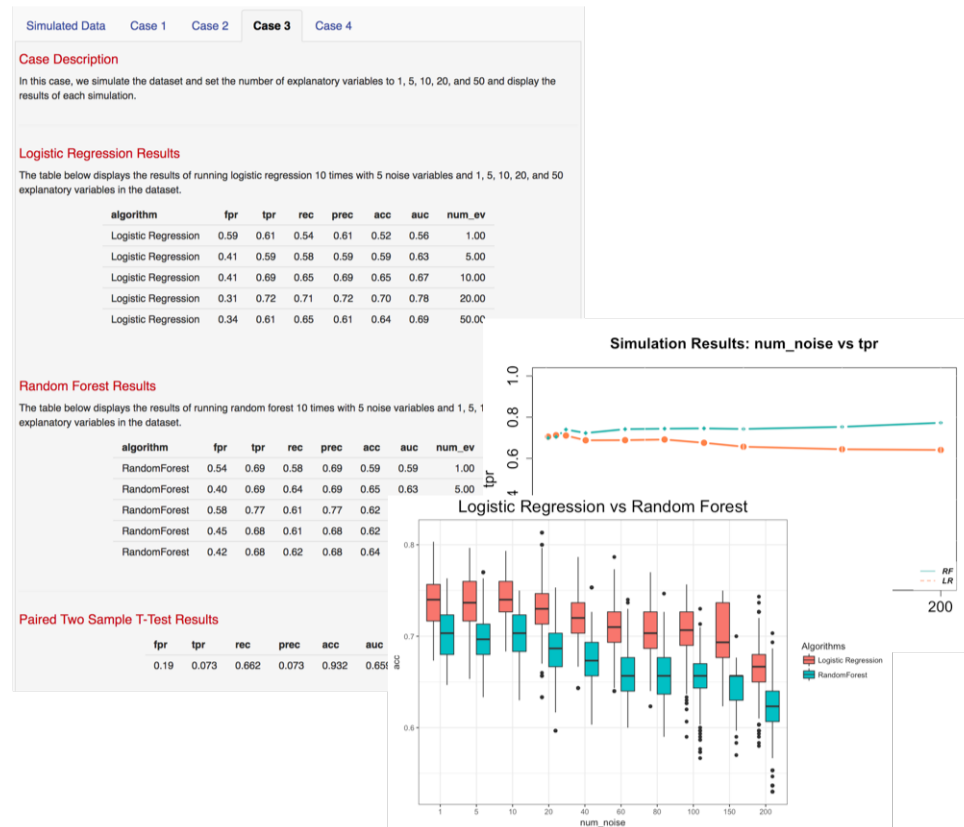 Simulated Data Case 1 Case 2 Case 3 Case 4
Case Description
In this case, we simulate the dataset and set the number of explanatory variables to 1, 5, 10, 20, and 50 and display the
results of each simulation.
Logistic Regression Results
The table below displays the results of running logistic regression 10 times with 5 noise variables and 1, 5, 10, 20, and 50
explanatory variables in the dataset.
algorithm fpr tpr rec prec acc auc num_ev
Logistic Regression 0.59 0.61 0.54 0.61 0.52 0.56 1.00
Logistic Regression 0.41 0.59 0.58 0.59 0.59 0.63 5.00
Logistic Regression 0.41 0.69 0.65 0.69 0.65 0.67 10.00
Logistic Regression 0.31 0.72 0.71 0.72 0.70 0.78 20.00
Logistic Regression 0.34 0.61 0.65 0.61 0.64 0.69 50.00
Random Forest Results
The table below displays the results of running random forest 10 times with 5 noise variables and 1, 5,
explanatory variables in the dataset.
algorithm fpr tpr rec prec acc auc num_ev
RandomForest 0.54 0.69 0.58 0.69 0.59 0.59 1.00
RandomForest 0.40 0.69 0.64 0.69 0.65 0.63 5.00
RandomForest 0.58 0.77 0.61 0.77 0.62
RandomForest 0.45 0.68 0.61 0.68 0.62
RandomForest 0.42 0.68 0.62 0.68 0.64
Paired Two Sample T-Test Results
fpr tpr rec prec acc auc
0.19 0.073 0.662 0.073 0.932
Simulation Results: num_noise vs tpr
1.0
0.8
0.6
tpr
RF
LR
200
Logistic Regression vs Random Forest
0.8
0.7
0.6
acc
1 5 10 20 40 60 80 100 150 200
num_noise
Algorithms
Logistic Regression
RandomForest